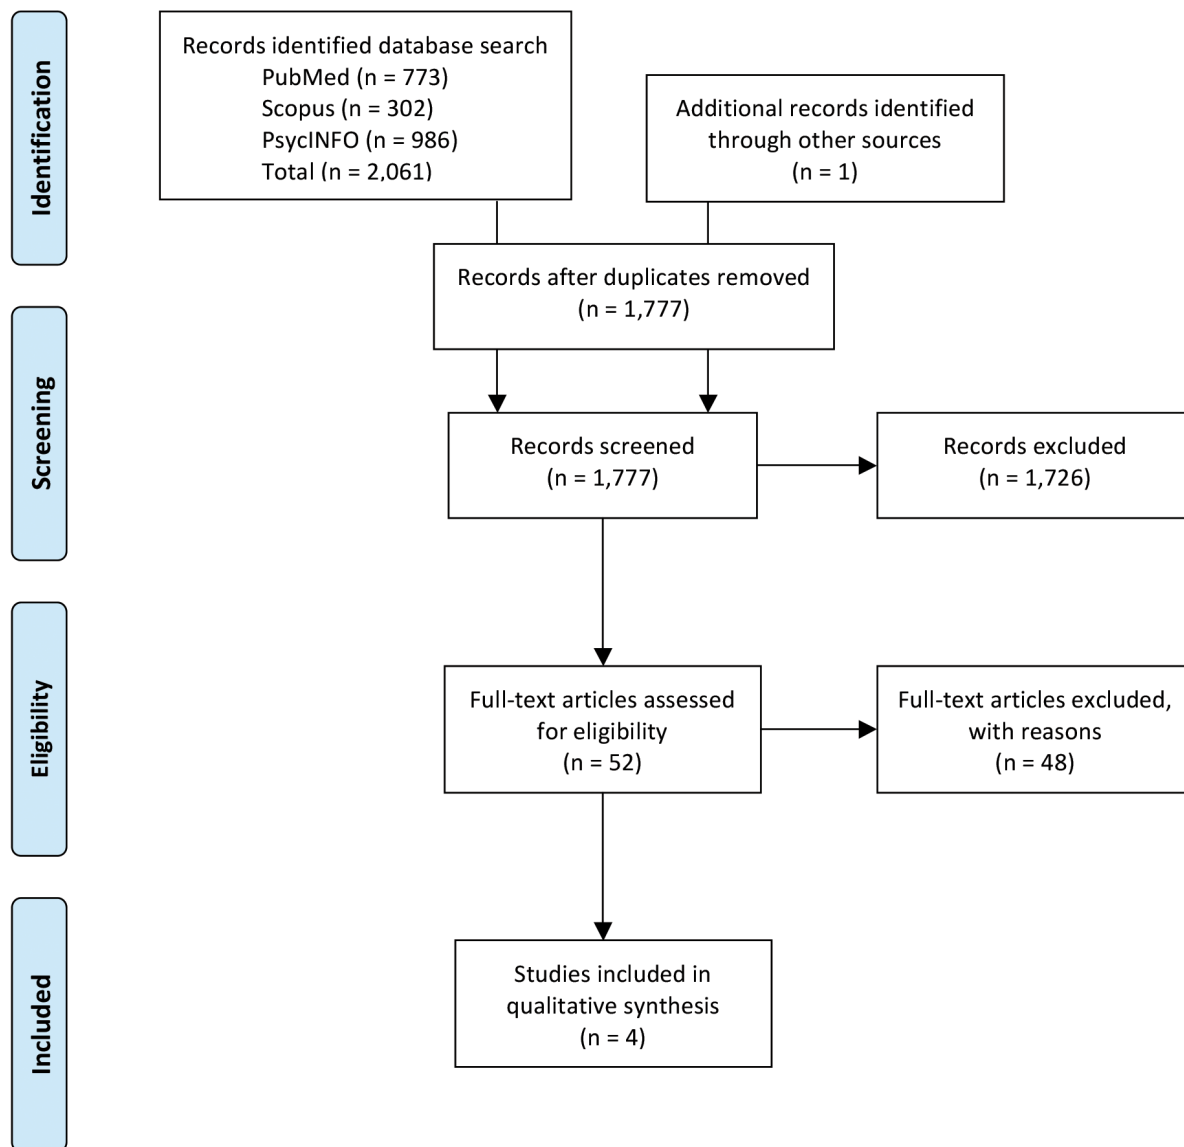 Identification
Records identified database search
PubMed (n = 773)
Scopus (n = 302)
PsycINFO (n = 986)
Total (n = 2,061)
Additional records identified
through other sources
(n = 1)
Records after duplicates removed
(n = 1,777)
Screening
Records screened
(n = 1,777)
Records excluded
(n = 1,726)
Eligibility
Full-text articles assessed
for eligibility
(n = 52)
Full-text articles excluded,
with reasons
(n = 48)
Included
Studies included in
qualitative synthesis
(n = 4)